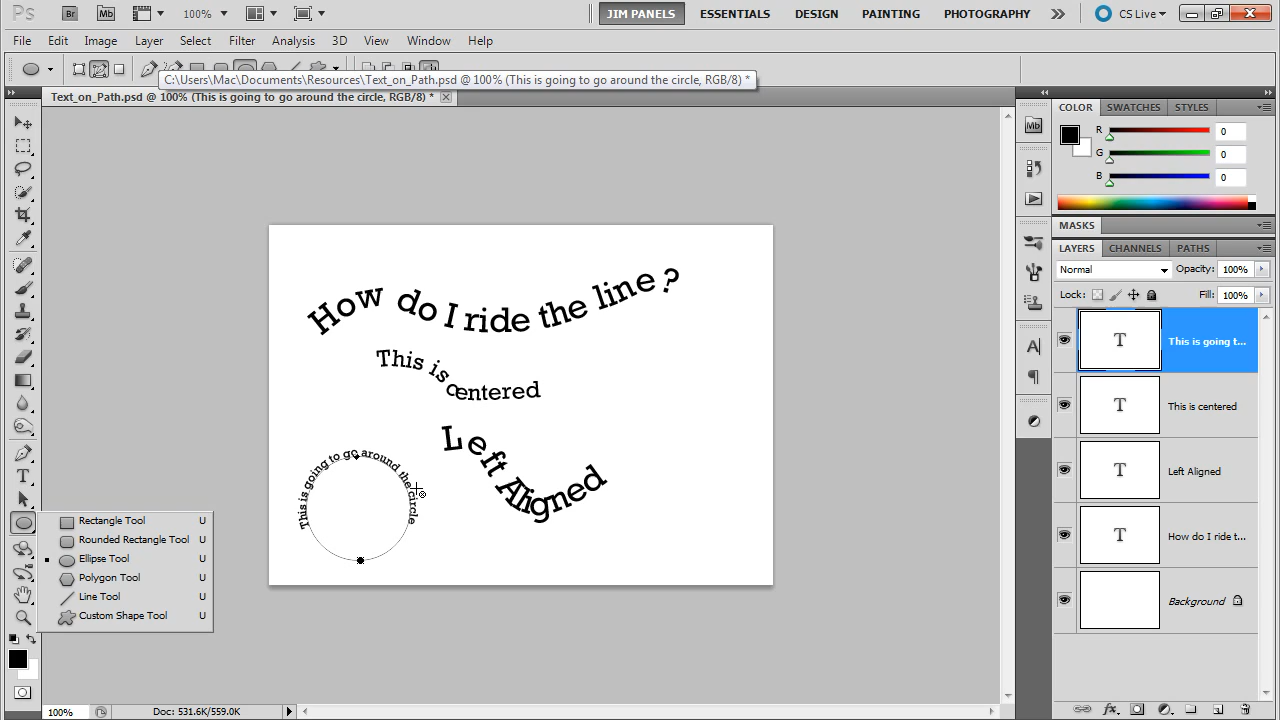 Ps Br Mb 100% JIM PANELS ESSENTIALS DESIGN PAINTING PHOTOGRAPHY CS Live
File Edit Image Layer Select Filter Analysis 3D View Window Help
C:\Users\Mac\Documents\Resources\Text_on_Path.psd @ 100% (This is going to go around the circle, RGB/8) *
Text_on_Path.psd @ 100% (This is going to go around the circle, RGB/8) *
How do I ride the line ?
This is centered
Left Aligned
This is going to go around the circle
Rectangle Tool U
Rounded Rectangle Tool U
Ellipse Tool U
Polygon Tool U
Line Tool U
Custom Shape Tool U
100% Doc: 531.6K/559.0K
Mb
COLOR SWATCHES STYLES
R 0
G 0
B 0
MASKS
LAYERS CHANNELS PATHS
Normal Opacity: 100%
Lock: Fill: 100%
T This is going t...
T This is centered
T Left Aligned
T How do I ride t...
Background